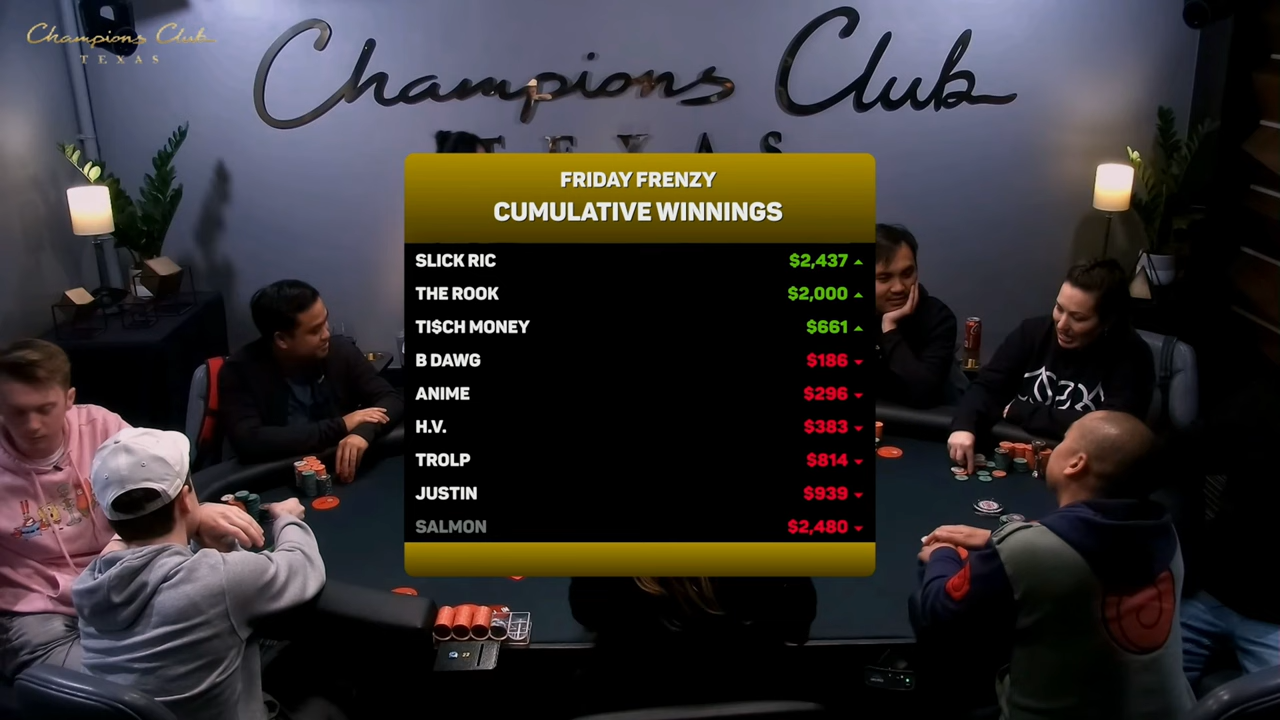 Champions Club
TEXAS
Champions Club
TEXAS
FRIDAY FRENZY
CUMULATIVE WINNINGS
SLICK RIC $2,437
THE ROOK $2,000
TI$CH MONEY $661
B DAWG $186
ANIME $296
H.V. $383
TROLP $814
JUSTIN $939
SALMON $2,480